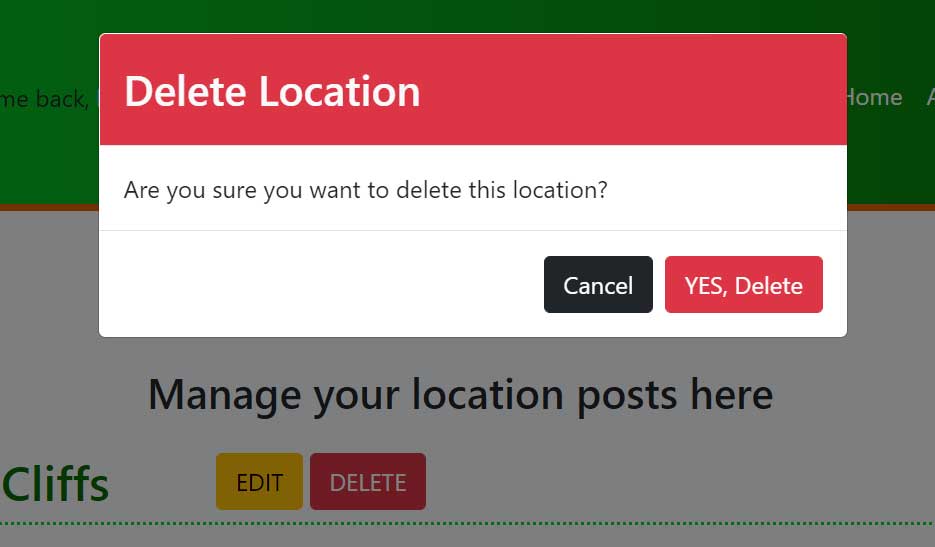 me back,
Home
Delete Location
Are you sure you want to delete this location?
Cancel YES, Delete
Manage your location posts here
Cliffs EDIT DELETE